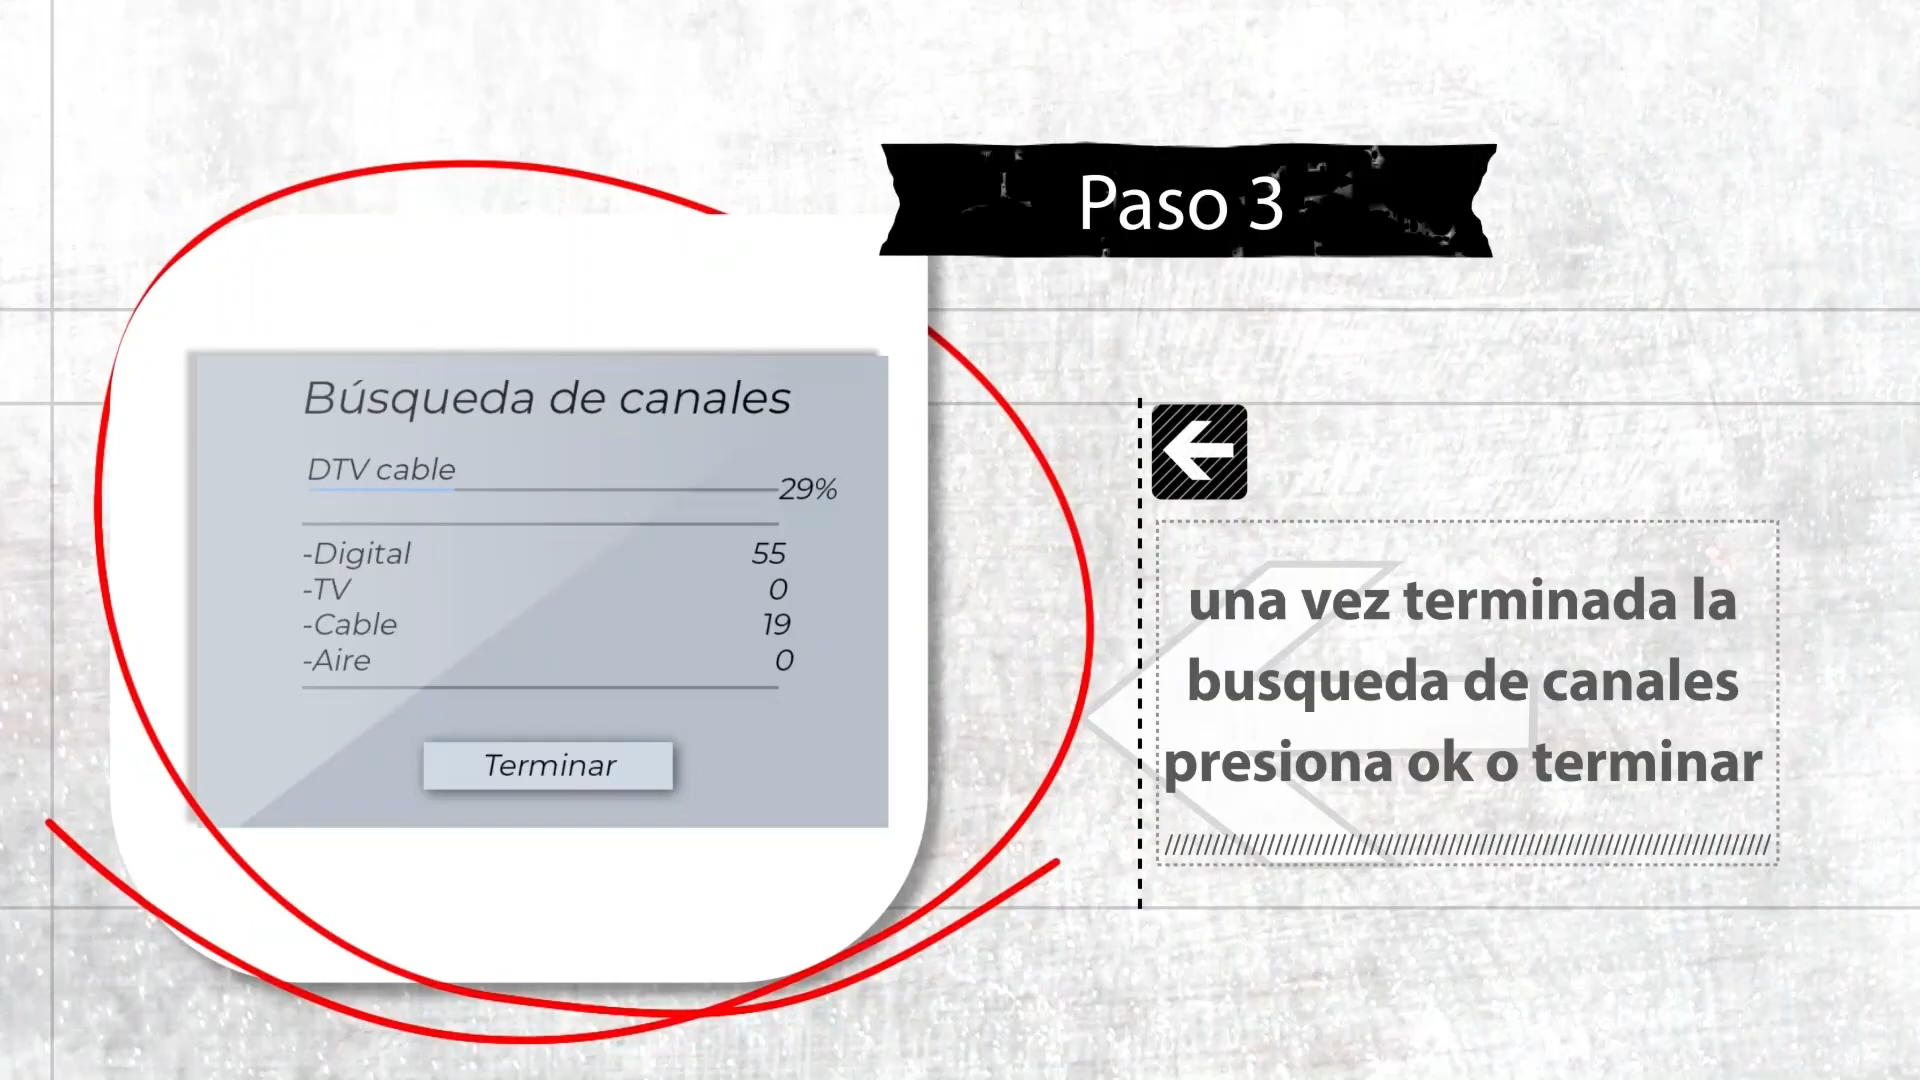 Paso 3
Búsqueda de canales
DTV cable
29%
-Digital 55
-TV 0
-Cable 19
-Aire 0
Terminar
una vez terminada la
busqueda de canales
presiona ok o terminar